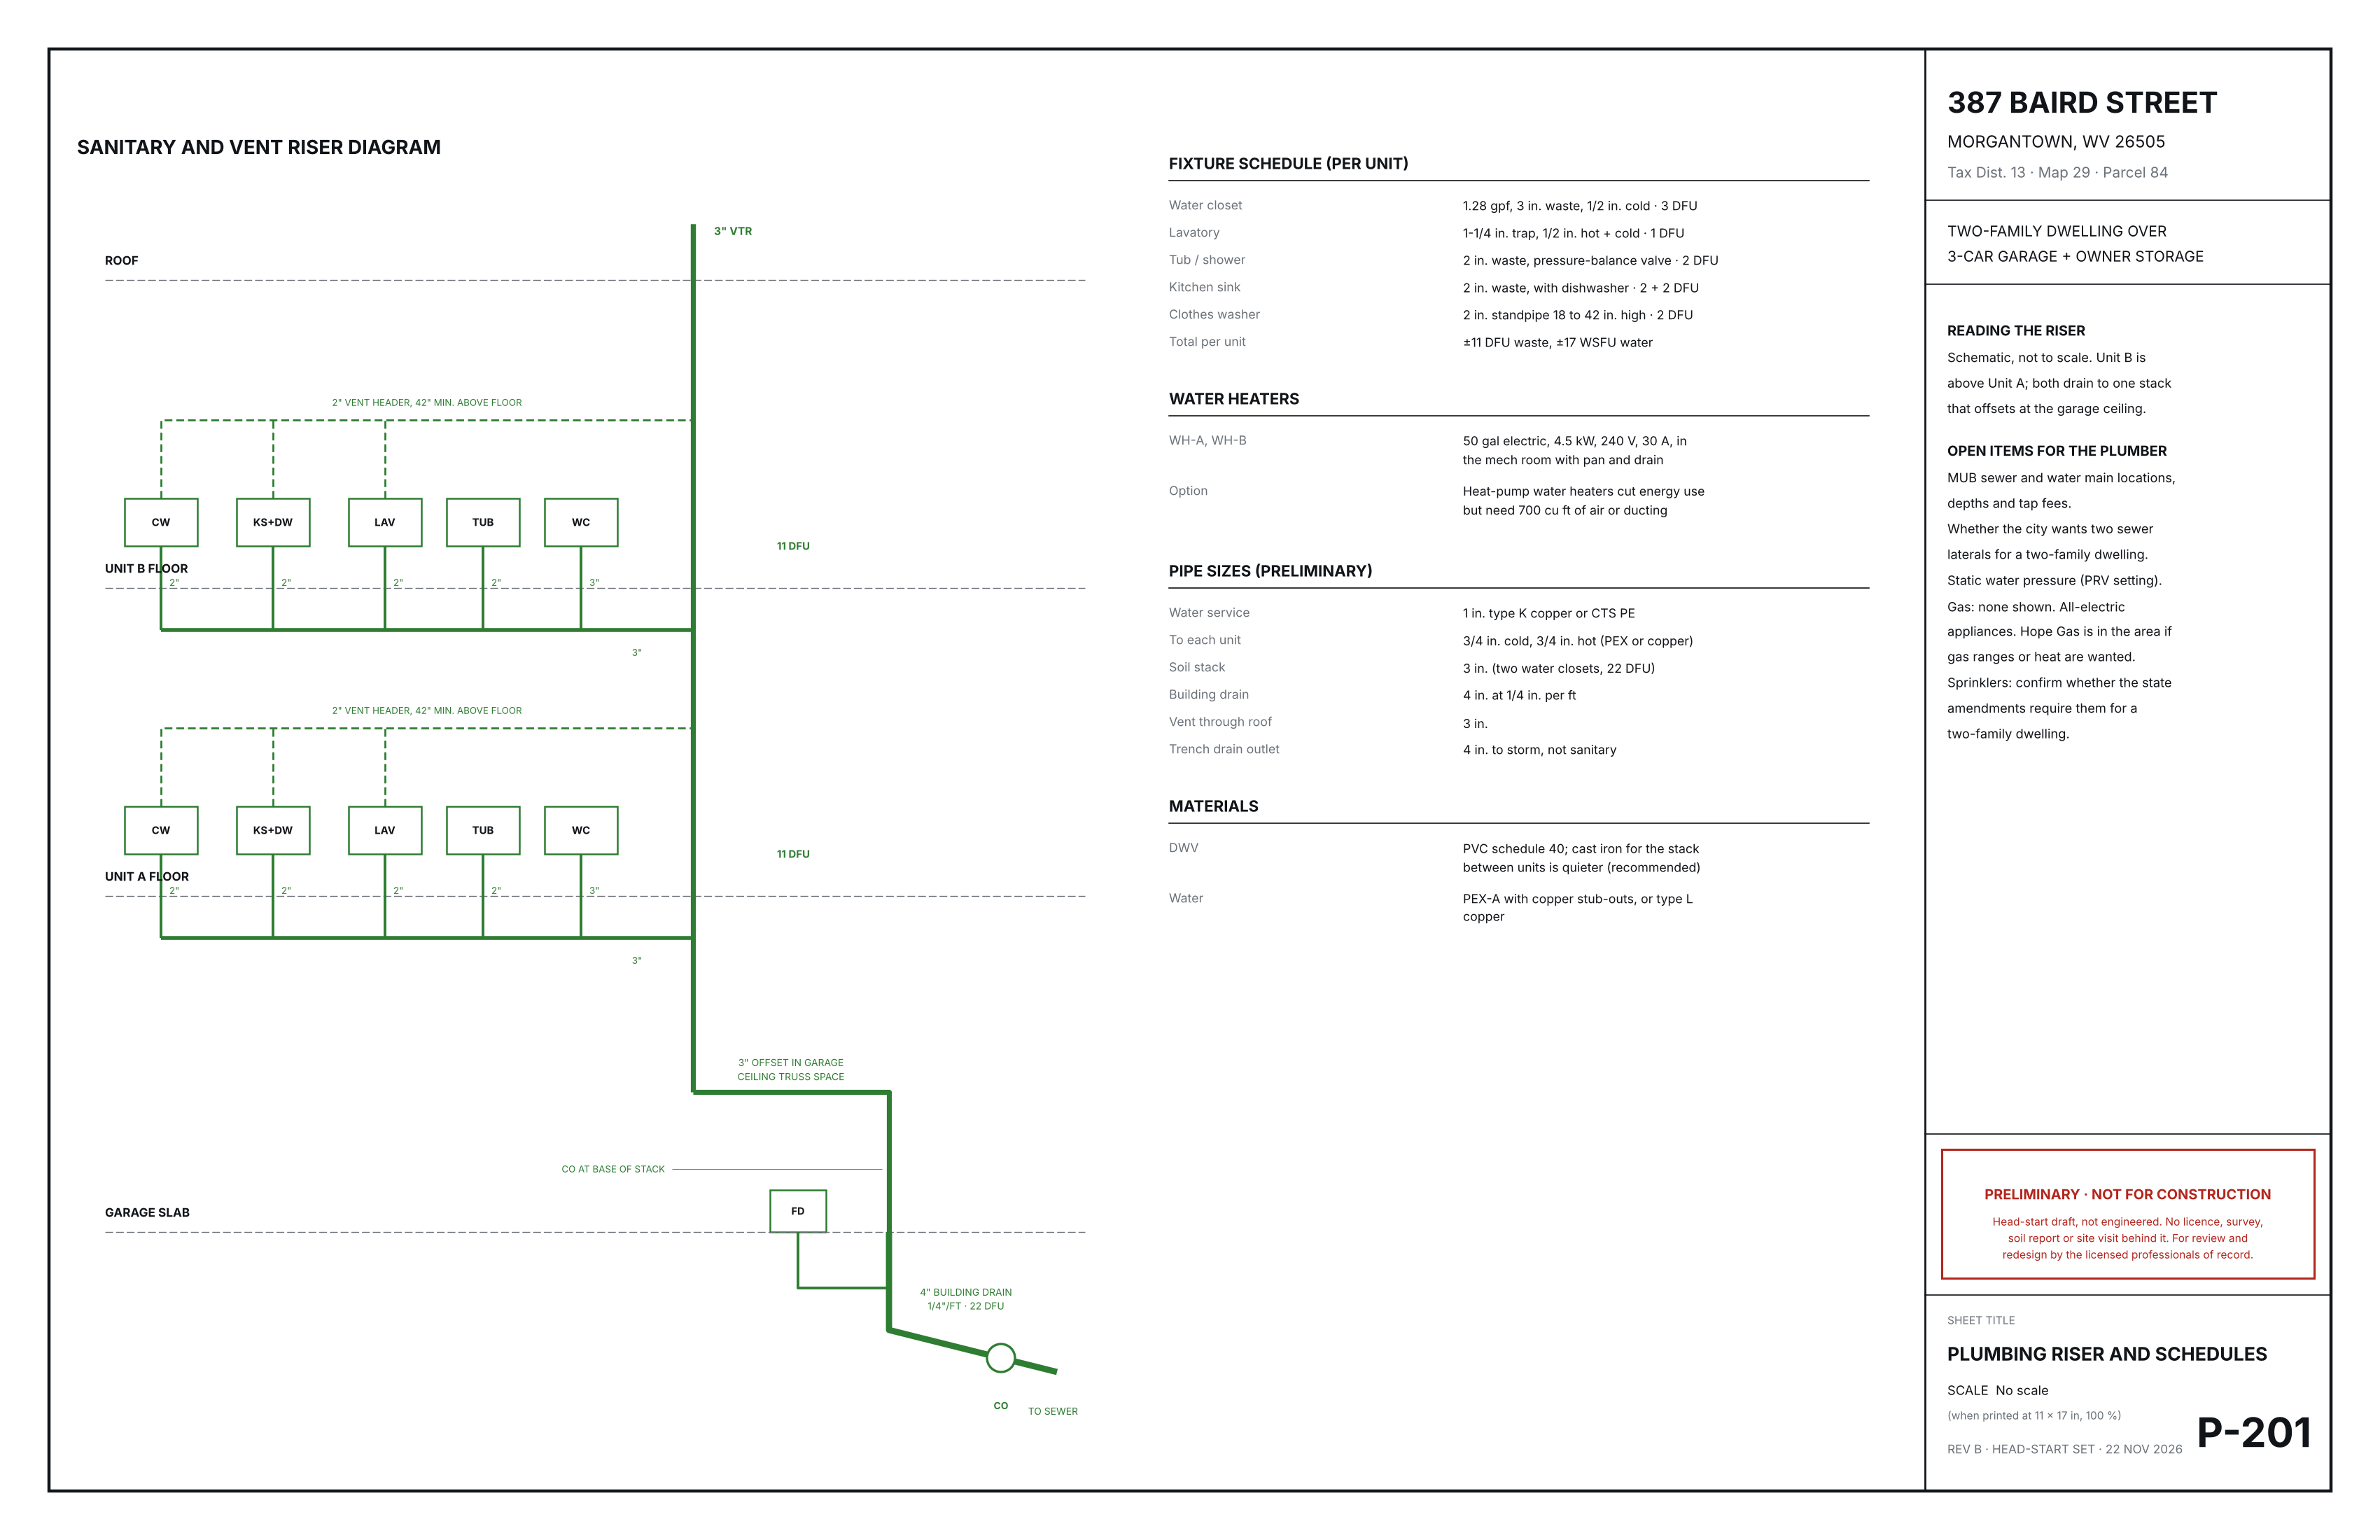 SANITARY AND VENT RISER DIAGRAM
3" VTR
ROOF
2" VENT HEADER, 42" MIN. ABOVE FLOOR
CW
KS+DW
LAV
TUB
WC
11 DFU
UNIT B FLOOR
2"
2"
2"
2"
3"
3"
2" VENT HEADER, 42" MIN. ABOVE FLOOR
CW
KS+DW
LAV
TUB
WC
11 DFU
UNIT A FLOOR
2"
2"
2"
2"
3"
3"
3" OFFSET IN GARAGE
CEILING TRUSS SPACE
CO AT BASE OF STACK
FD
GARAGE SLAB
4" BUILDING DRAIN
1/4"/FT · 22 DFU
CO
TO SEWER
FIXTURE SCHEDULE (PER UNIT)
Water closet 1.28 gpf, 3 in. waste, 1/2 in. cold · 3 DFU
Lavatory 1-1/4 in. trap, 1/2 in. hot + cold · 1 DFU
Tub / shower 2 in. waste, pressure-balance valve · 2 DFU
Kitchen sink 2 in. waste, with dishwasher · 2 + 2 DFU
Clothes washer 2 in. standpipe 18 to 42 in. high · 2 DFU
Total per unit ±11 DFU waste, ±17 WSFU water
WATER HEATERS
WH-A, WH-B 50 gal electric, 4.5 kW, 240 V, 30 A, in
the mech room with pan and drain
Option Heat-pump water heaters cut energy use
but need 700 cu ft of air or ducting
PIPE SIZES (PRELIMINARY)
Water service 1 in. type K copper or CTS PE
To each unit 3/4 in. cold, 3/4 in. hot (PEX or copper)
Soil stack 3 in. (two water closets, 22 DFU)
Building drain 4 in. at 1/4 in. per ft
Vent through roof 3 in.
Trench drain outlet 4 in. to storm, not sanitary
MATERIALS
DWV PVC schedule 40; cast iron for the stack
between units is quieter (recommended)
Water PEX-A with copper stub-outs, or type L
copper
387 BAIRD STREET
MORGANTOWN, WV 26505
Tax Dist. 13 · Map 29 · Parcel 84
TWO-FAMILY DWELLING OVER
3-CAR GARAGE + OWNER STORAGE
READING THE RISER
Schematic, not to scale. Unit B is
above Unit A; both drain to one stack
that offsets at the garage ceiling.
OPEN ITEMS FOR THE PLUMBER
MUB sewer and water main locations,
depths and tap fees.
Whether the city wants two sewer
laterals for a two-family dwelling.
Static water pressure (PRV setting).
Gas: none shown. All-electric
appliances. Hope Gas is in the area if
gas ranges or heat are wanted.
Sprinklers: confirm whether the state
amendments require them for a
two-family dwelling.
PRELIMINARY · NOT FOR CONSTRUCTION
Head-start draft, not engineered. No licence, survey,
soil report or site visit behind it. For review and
redesign by the licensed professionals of record.
SHEET TITLE
PLUMBING RISER AND SCHEDULES
SCALE No scale
(when printed at 11 × 17 in, 100 %)
REV B · HEAD-START SET · 22 NOV 2026
P-201